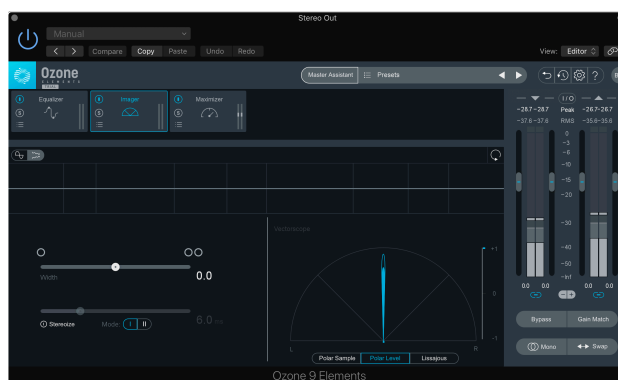 Stereo Out
Manual
Compare Copy Paste Undo Redo
View: Editor
Ozone
ELEMENTS
Master Assistant Presets
Equalizer Imager Maximizer
I/O
-28.7 -28.7 Peak -26.7 -26.7
-37.6 -37.6 RMS -35.8 -35.8
0
-3
-6
-10
-15
-20
-30
-40
-50
-Inf
0.0 0.0 0.0 0.0
Vectorscope
+1
0
-1
L R
Width 0.0
Stereoize Mode: I II 6.0 ms
Polar Sample Polar Level Lissajous
Bypass Gain Match
Mono Swap
Ozone 9 Elements